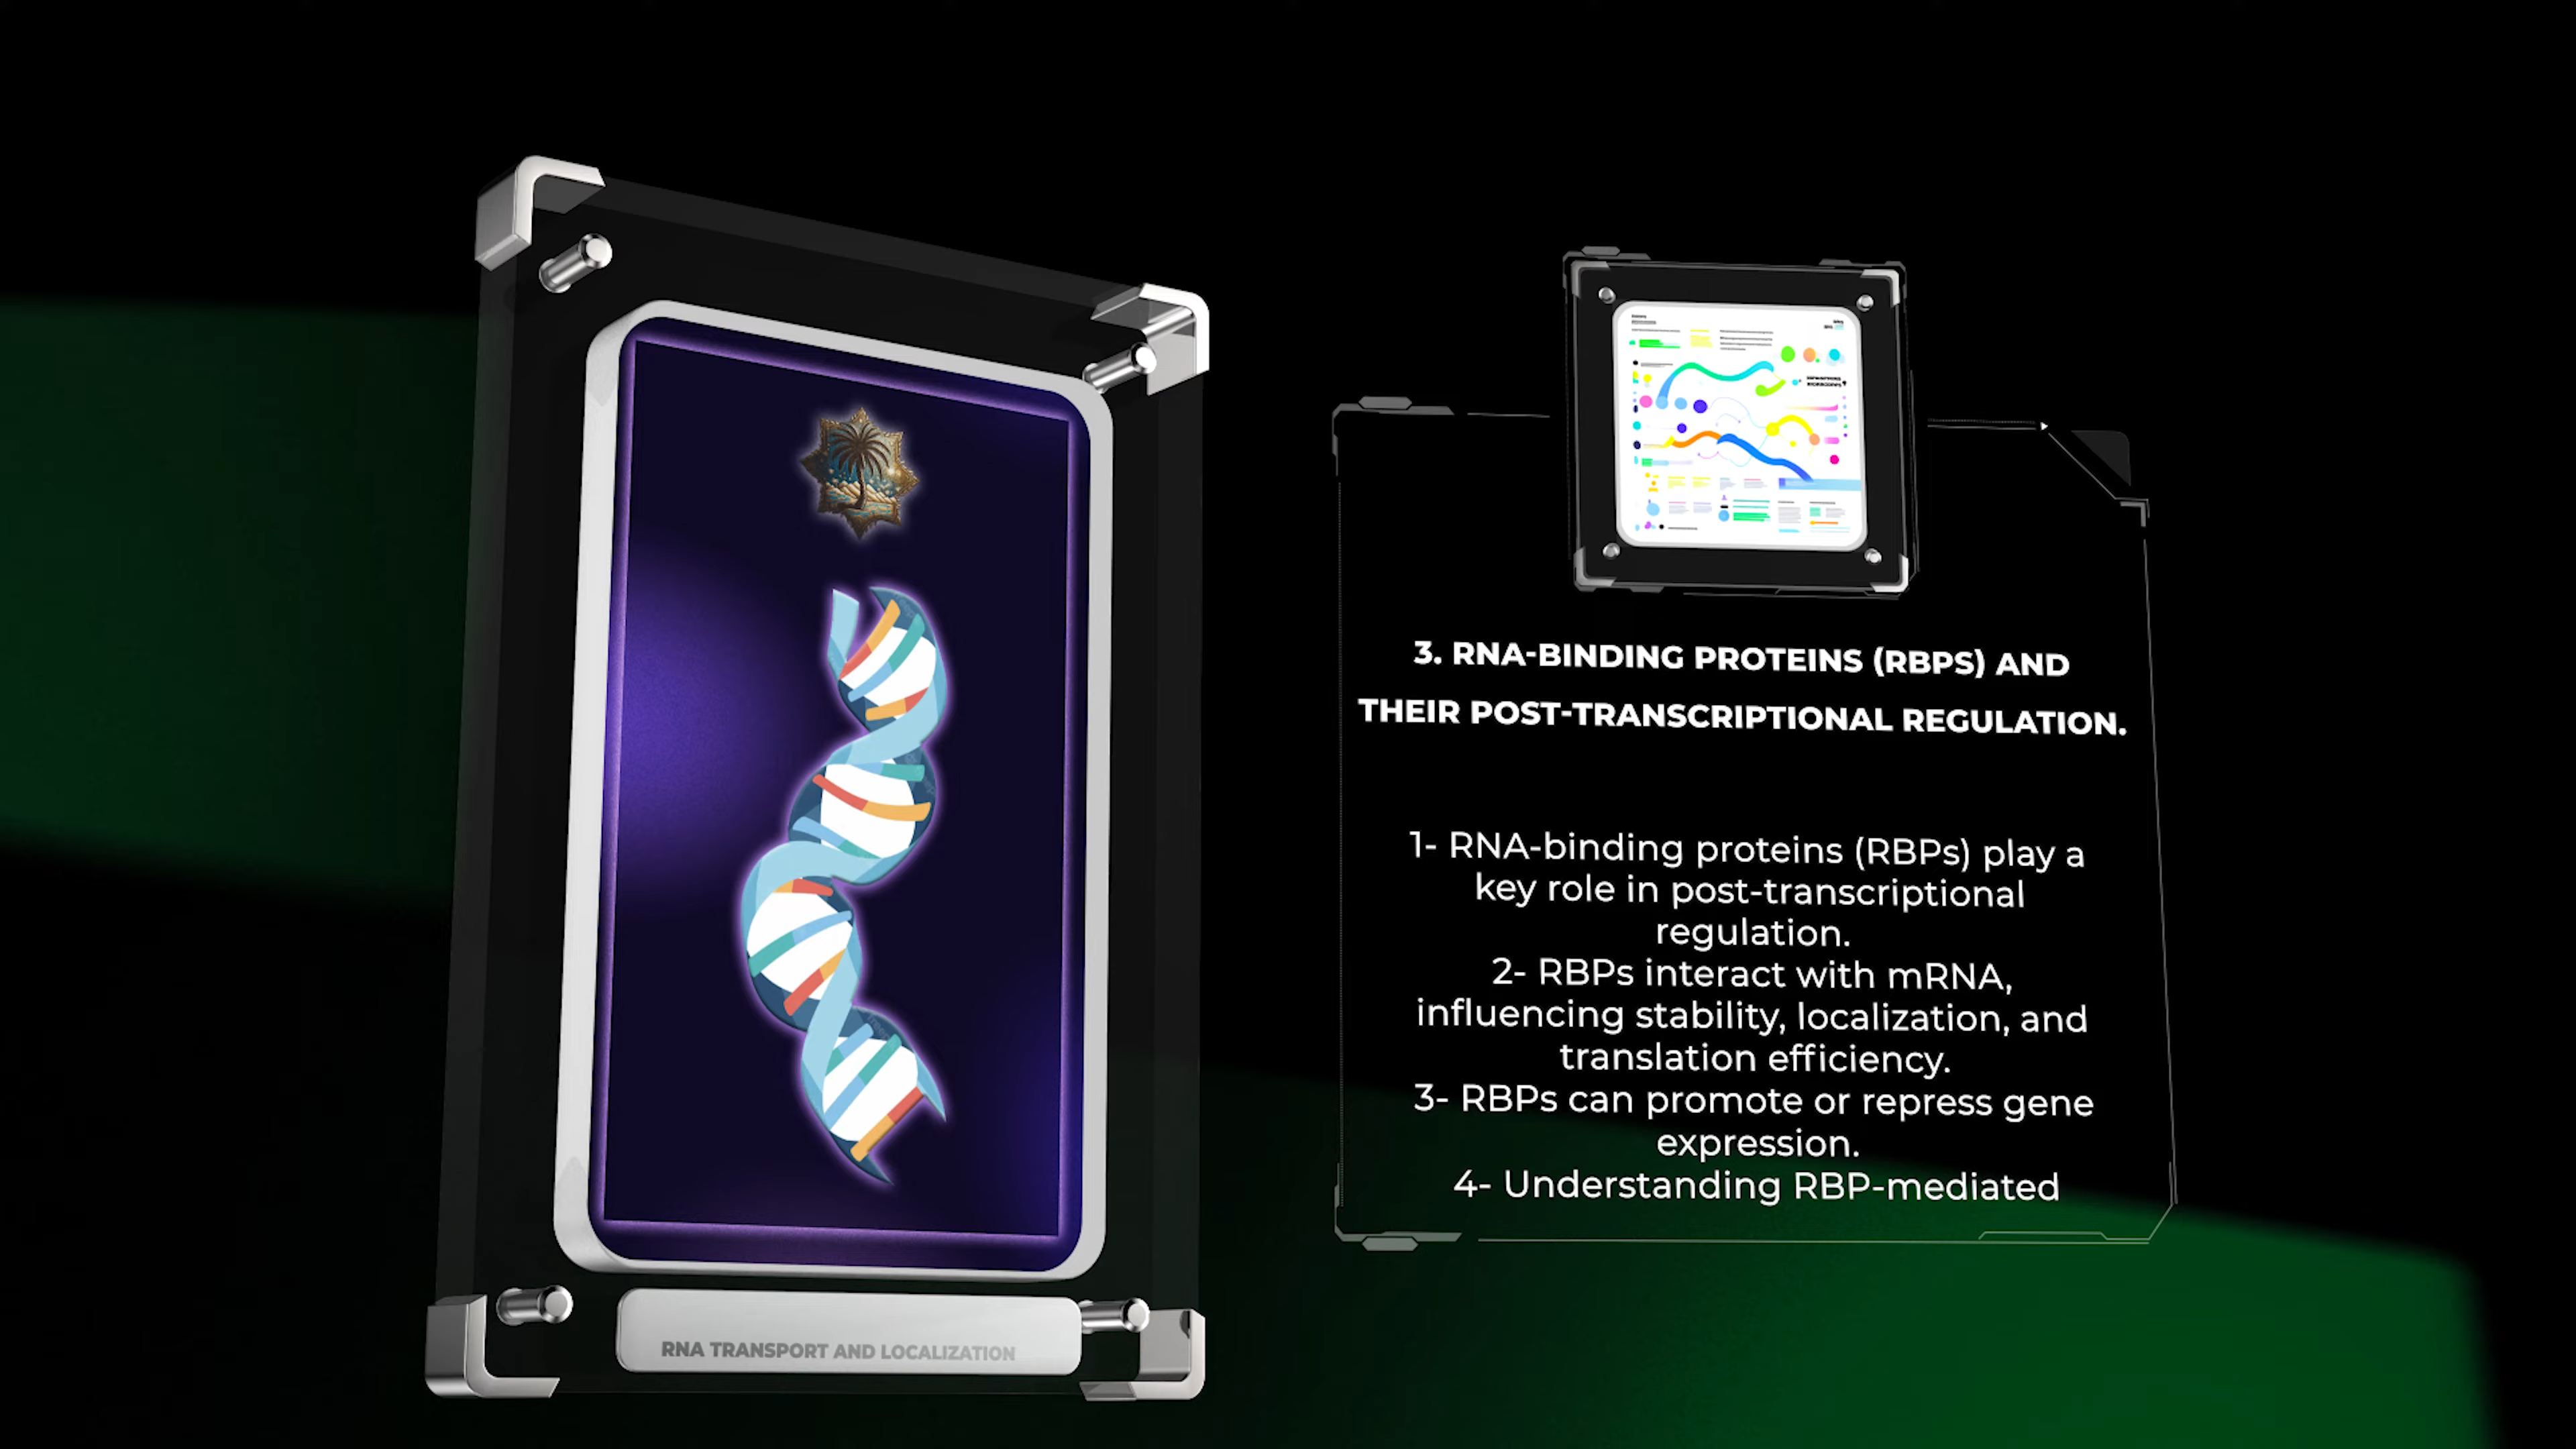 3. RNA-BINDING PROTEINS (RBPS) AND
THEIR POST-TRANSCRIPTIONAL REGULATION.
1- RNA-binding proteins (RBPs) play a
key role in post-transcriptional
regulation.
2- RBPs interact with mRNA,
influencing stability, localization, and
translation efficiency.
3- RBPs can promote or repress gene
expression.
4- Understanding RBP-mediated
RNA TRANSPORT AND LOCALIZATION